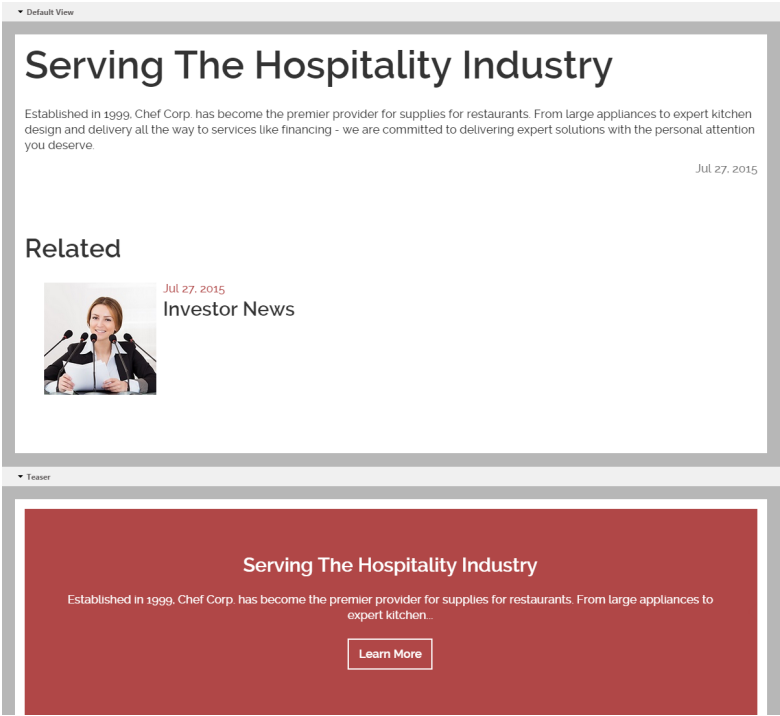 Default View
Serving The Hospitality Industry
Established in 1999, Chef Corp. has become the premier provider for supplies for restaurants. From large appliances to expert kitchen
design and delivery all the way to services like financing - we are committed to delivering expert solutions with the personal attention
you deserve.
Jul 27, 2015
Related
Jul 27, 2015
Investor News
Teaser
Serving The Hospitality Industry
Established in 1999, Chef Corp. has become the premier provider for supplies for restaurants. From large appliances to
expert kitchen...
Learn More